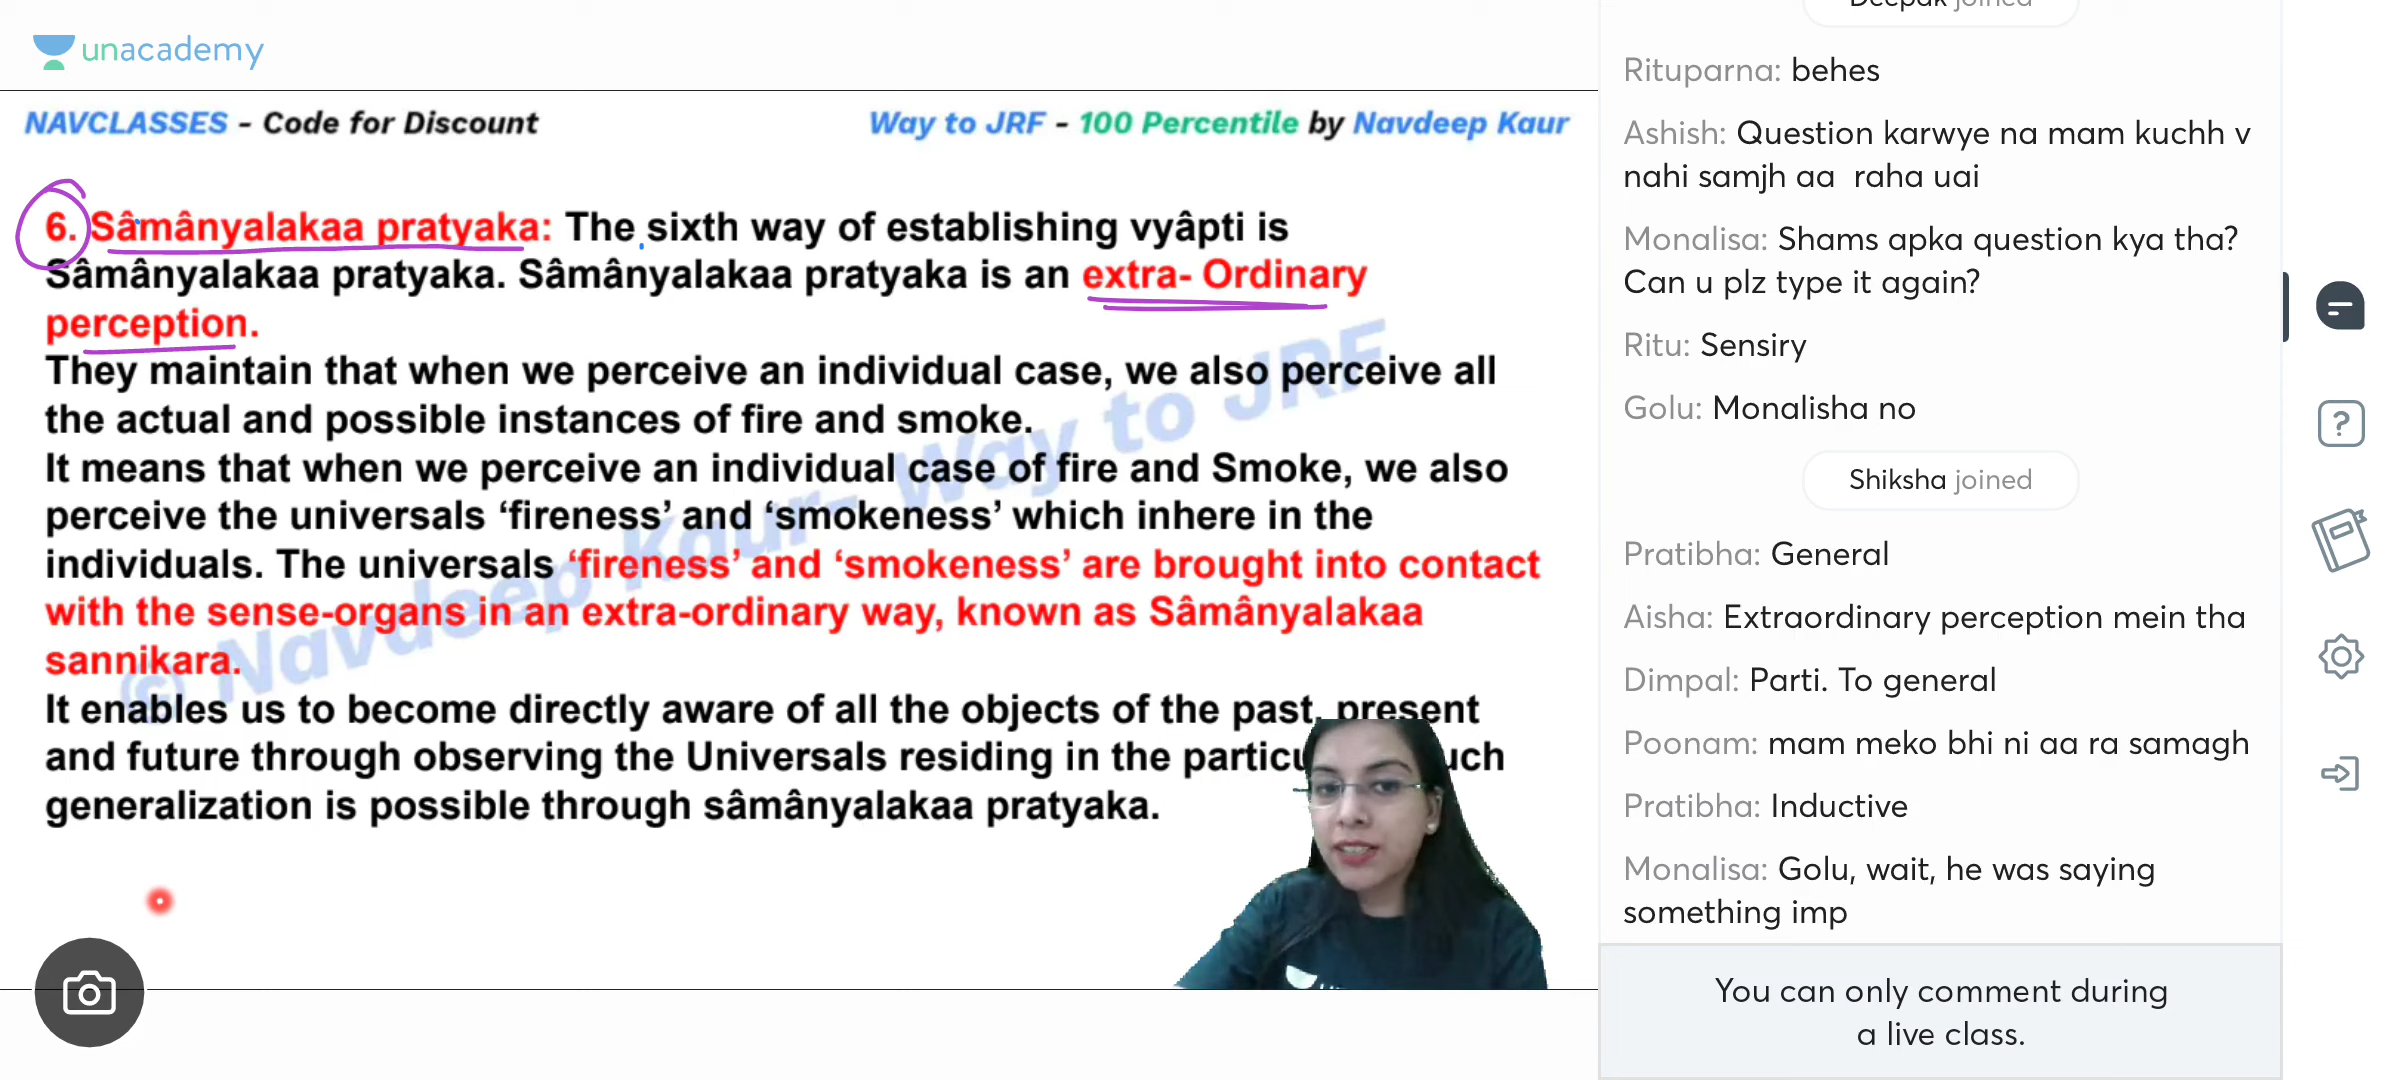 unacademy
NAVCLASSES - Code for Discount
Way to JRF - 100 Percentile by Navdeep Kaur
6. Sâmânyalakaa pratyaka: The sixth way of establishing vyâpti is
Sâmânyalakaa pratyaka. Sâmânyalakaa pratyaka is an extra- Ordinary
perception.
They maintain that when we perceive an individual case, we also perceive all
the actual and possible instances of fire and smoke.
It means that when we perceive an individual case of fire and Smoke, we also
perceive the universals ‘fireness’ and ‘smokeness’ which inhere in the
individuals. The universals ‘fireness’ and ‘smokeness’ are brought into contact
with the sense-organs in an extra-ordinary way, known as Sâmânyalakaa
sannikara.
It enables us to become directly aware of all the objects of the past, present
and future through observing the Universals residing in the
generalization is possible through sâmânyalakaa pratyaka.
© Navdeep Kaur- Way to JRF
Deepak joined
Rituparna: behes
Ashish: Question karwye na mam kuchh v
nahi samjh aa raha uai
Monalisa: Shams apka question kya tha?
Can u plz type it again?
Ritu: Sensiry
Golu: Monalisha no
Shiksha joined
Pratibha: General
Aisha: Extraordinary perception mein tha
Dimpal: Parti. To general
Poonam: mam meko bhi ni aa ra samagh
Pratibha: Inductive
Monalisa: Golu, wait, he was saying
something imp
You can only comment during
a live class.